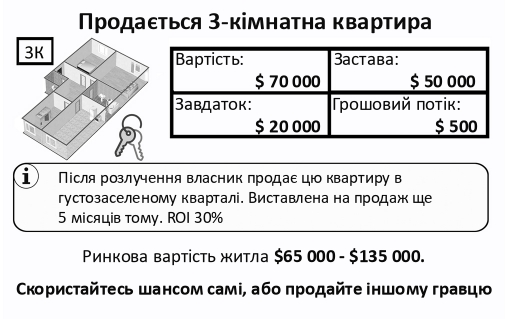 Продається 3-кімнатна квартира
3К
Вартість:
$ 70 000
Застава:
$ 50 000
Завдаток:
$ 20 000
Грошовий потік:
$ 500
i
Після розлучення власник продає цю квартиру в
густозаселеному кварталі. Виставлена на продаж ще
5 місяців тому. ROI 30%
Ринкова вартість житла $65 000 - $135 000.
Скористайтесь шансом самі, або продайте іншому гравцю